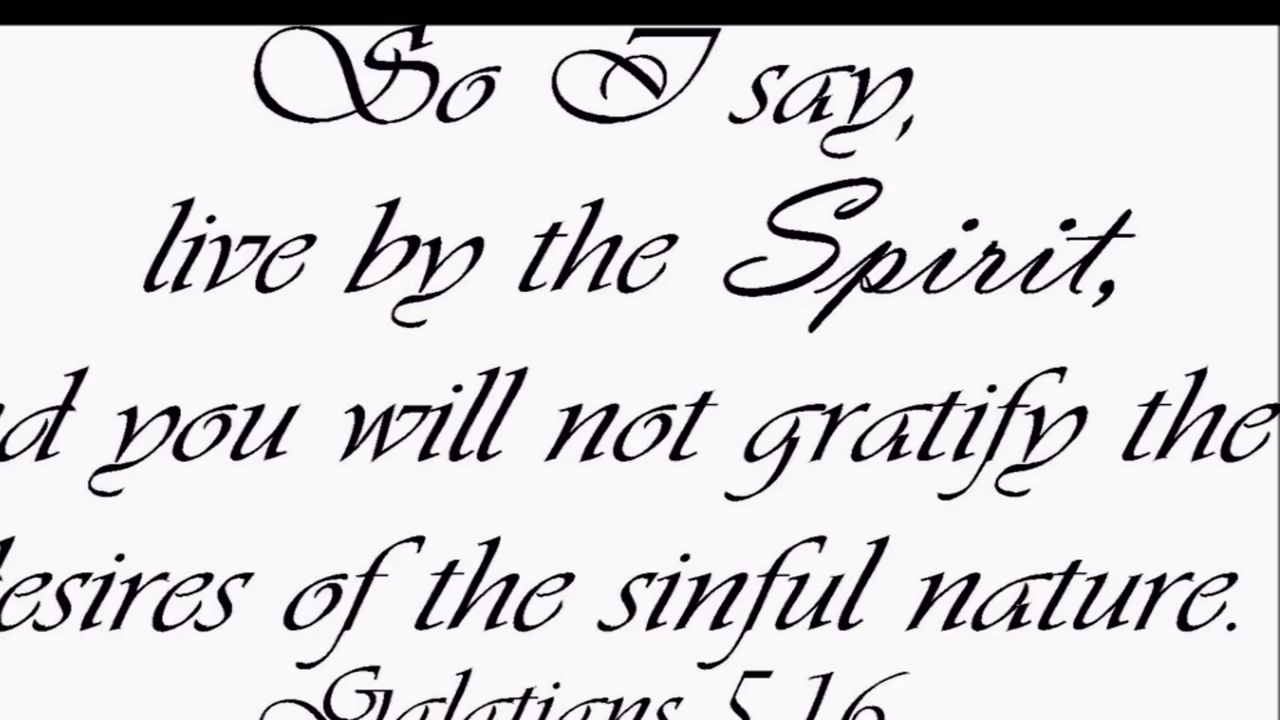 So I say,
live by the Spirit,
nd you will not gratify the
esires of the sinful nature.
Galatians 5 16